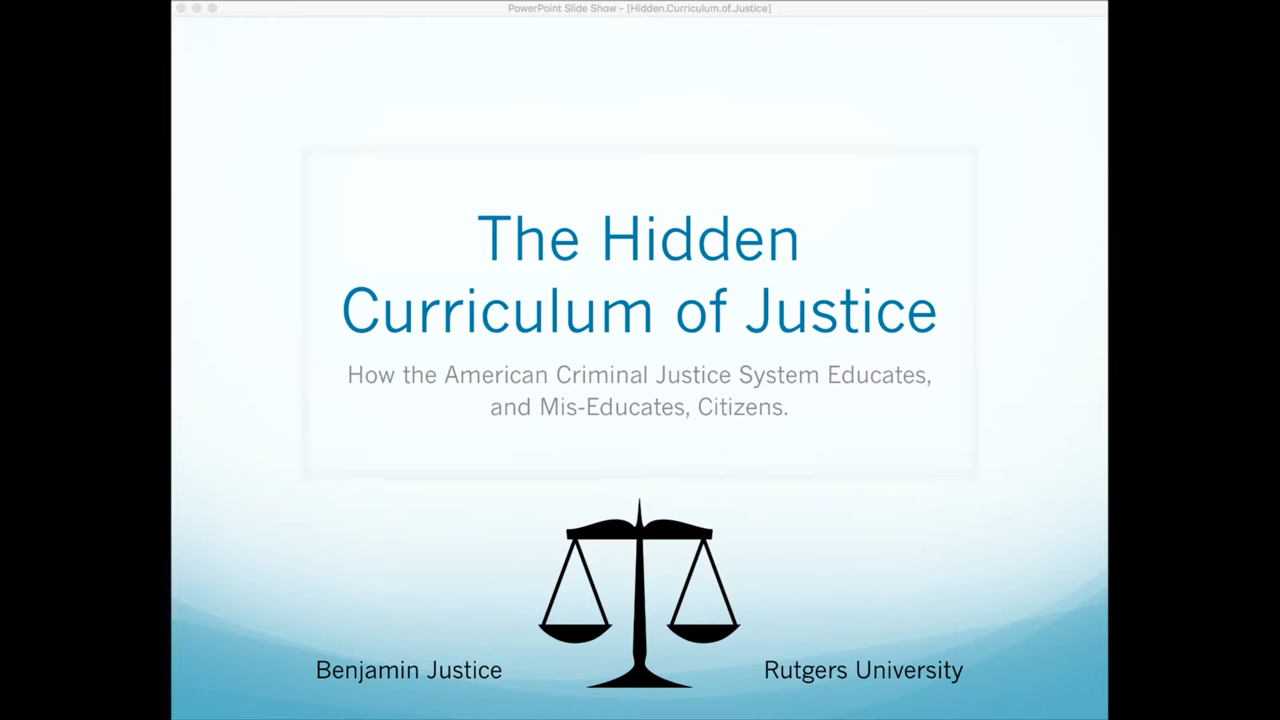 PowerPoint Slide Show - [Hidden.Curriculum.of.Justice]
The Hidden
Curriculum of Justice
How the American Criminal Justice System Educates,
and Mis-Educates, Citizens.
Benjamin Justice
Rutgers University